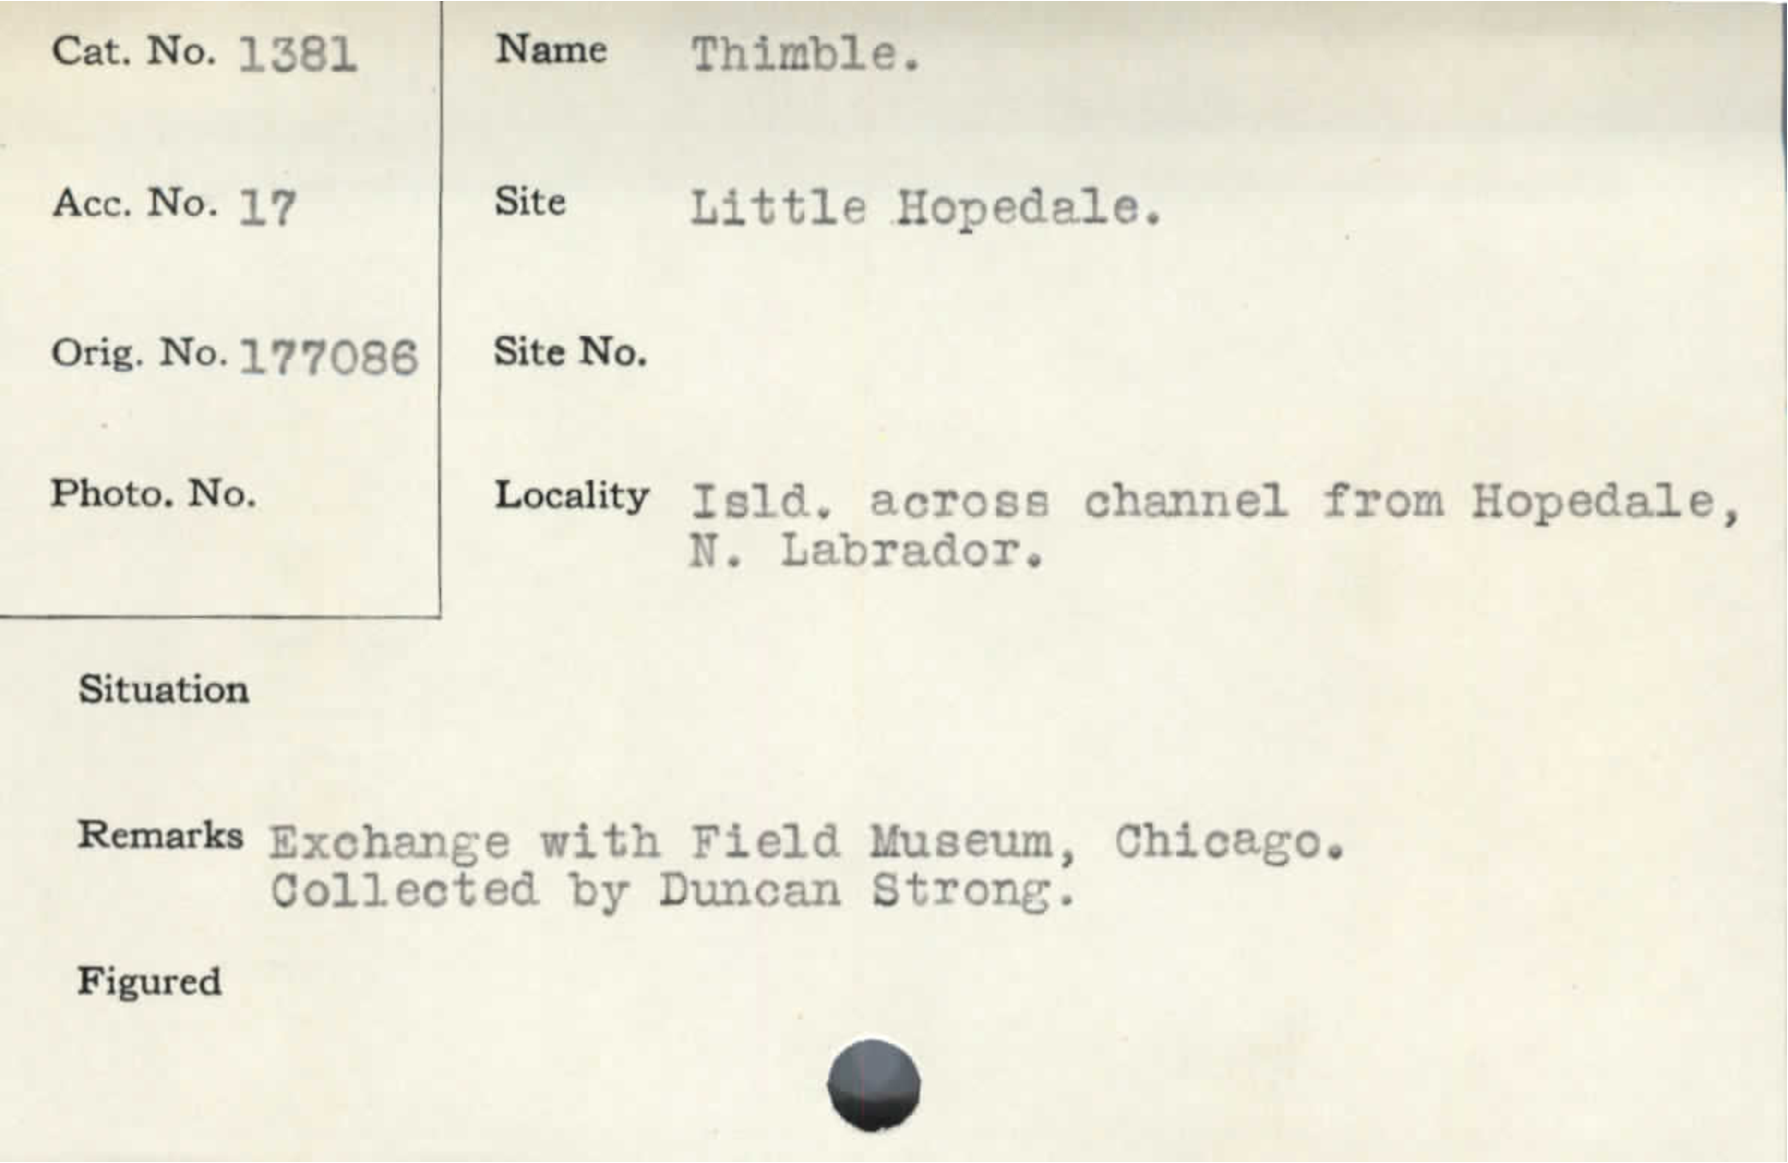 Cat. No. 1381
Name Thimble.
Acc. No. 17
Site Little Hopedale.
Orig. No. 177086
Site No.
Photo. No.
Locality Isld. across channel from Hopedale,
N. Labrador.
Situation
Remarks Exchange with Field Museum, Chicago.
Collected by Duncan Strong.
Figured